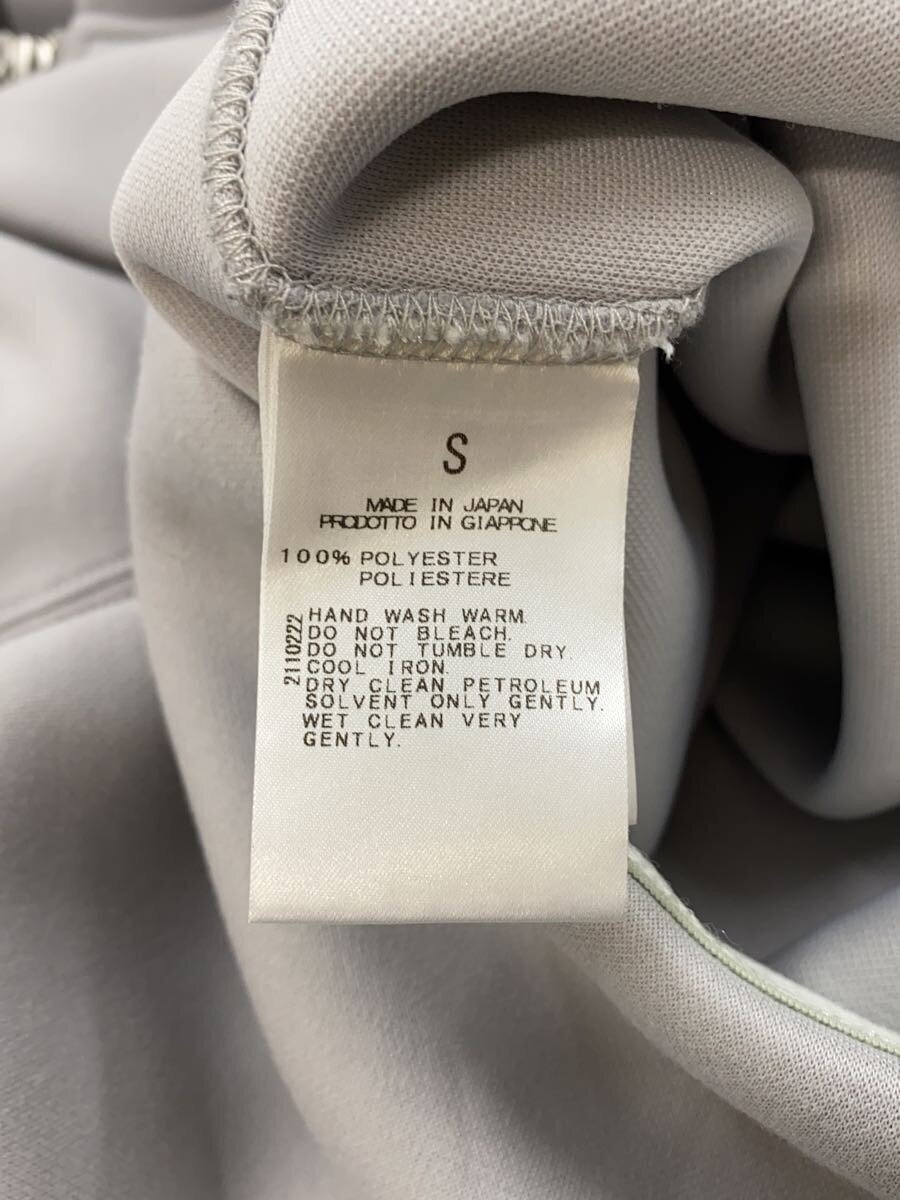 S
MADE IN JAPAN
PRODOTTO IN GIAPPONE
100% POLYESTER
POLIESTERE
2110222
HAND WASH WARM.
DO NOT BLEACH.
DO NOT TUMBLE DRY.
COOL IRON.
DRY CLEAN PETROLEUM
SOLVENT ONLY GENTLY.
WET CLEAN VERY
GENTLY.